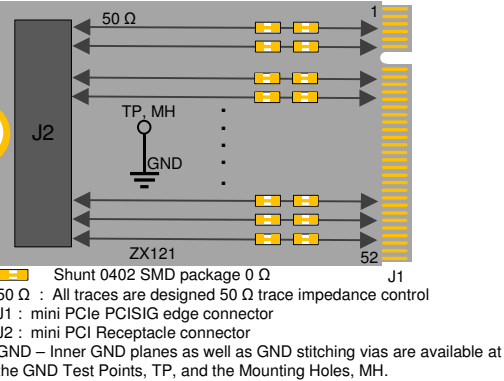 50 Ω
1
TP, MH
J2
GND
ZX121
52
J1
Shunt 0402 SMD package 0 Ω
50 Ω : All traces are designed 50 Ω trace impedance control
J1 : mini PCIe PCISIG edge connector
J2 : mini PCI Receptacle connector
GND – Inner GND planes as well as GND stitching vias are available at
the GND Test Points, TP, and the Mounting Holes, MH.